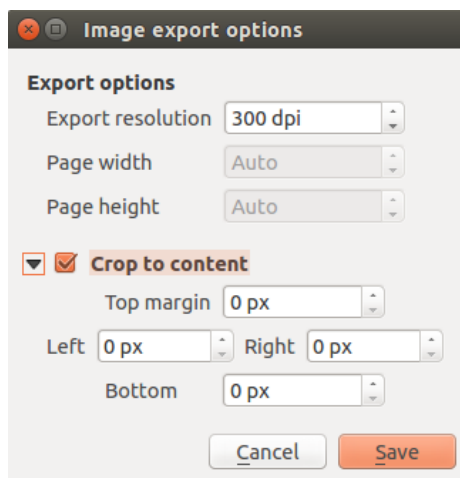 Image export options
Export options
Export resolution 300 dpi
Page width Auto
Page height Auto
Crop to content
Top margin 0 px
Left 0 px Right 0 px
Bottom 0 px
Cancel Save